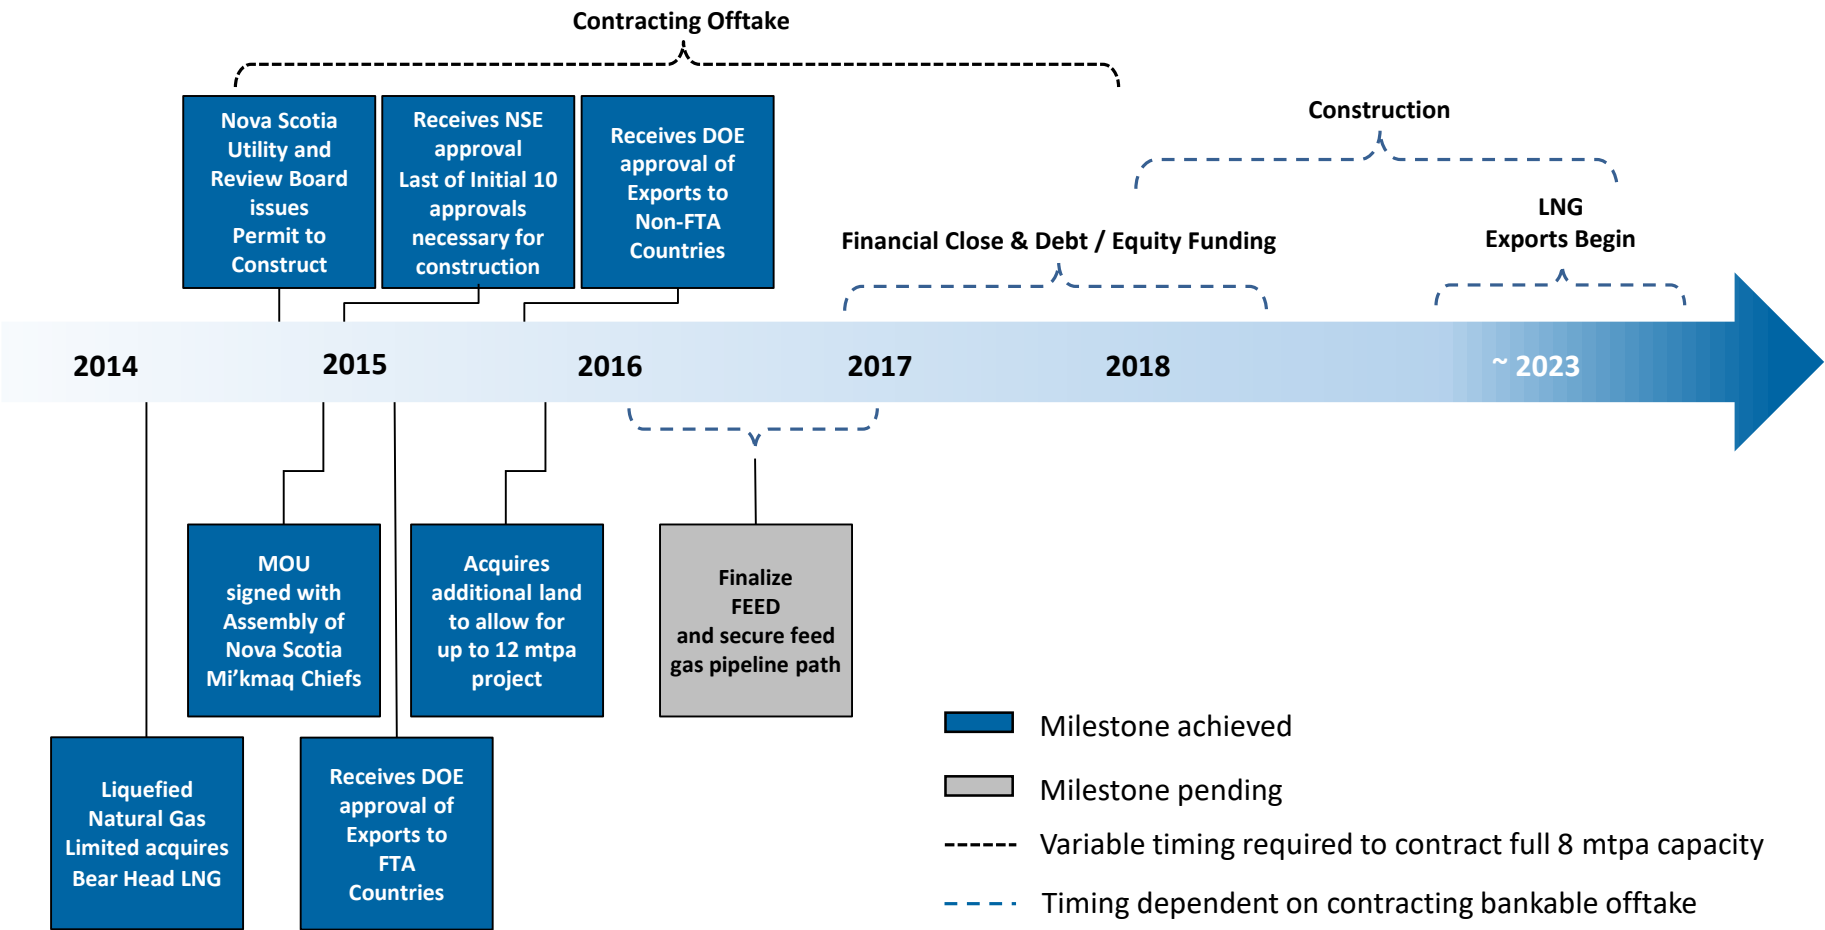 Contracting Offtake
Nova Scotia
Utility and
Review Board
issues
Permit to
Construct
Receives NSE
approval
Last of Initial 10
approvals
necessary for
construction
Receives DOE
approval of
Exports to
Non-FTA
Countries
Construction
Financial Close & Debt / Equity Funding
LNG
Exports Begin
2014
2015
2016
2017
2018
~ 2023
MOU
signed with
Assembly of
Nova Scotia
Mi’kmaq Chiefs
Acquires
additional land
to allow for
up to 12 mtpa
project
Finalize
FEED
and secure feed
gas pipeline path
Liquefied
Natural Gas
Limited acquires
Bear Head LNG
Receives DOE
approval of
Exports to
FTA
Countries
Milestone achieved
Milestone pending
Variable timing required to contract full 8 mtpa capacity
Timing dependent on contracting bankable offtake